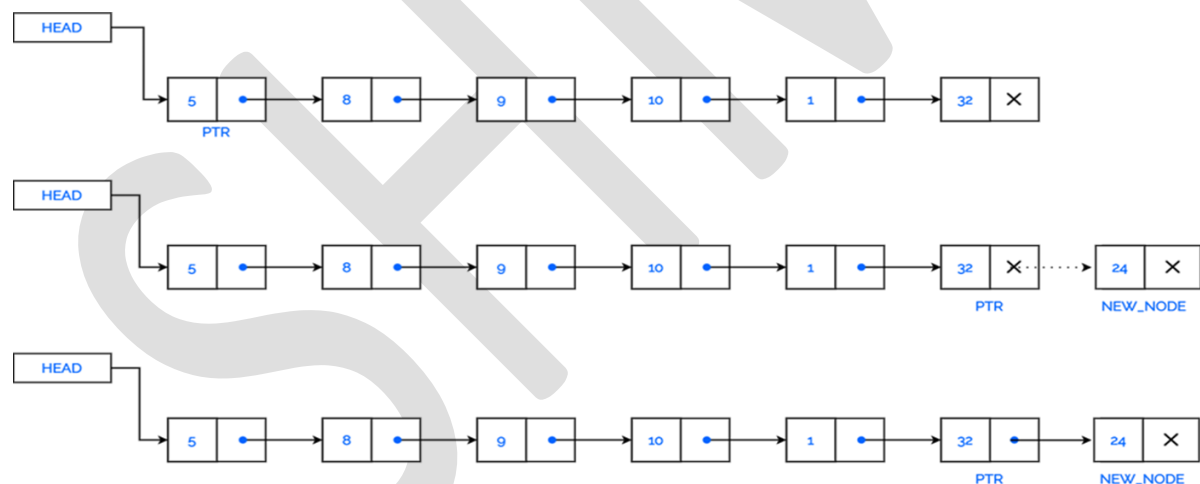 HEAD
5 8 9 10 1 32 X
PTR
HEAD
5 8 9 10 1 32 X 24 X
PTR NEW_NODE
HEAD
5 8 9 10 1 32 24 X
PTR NEW_NODE